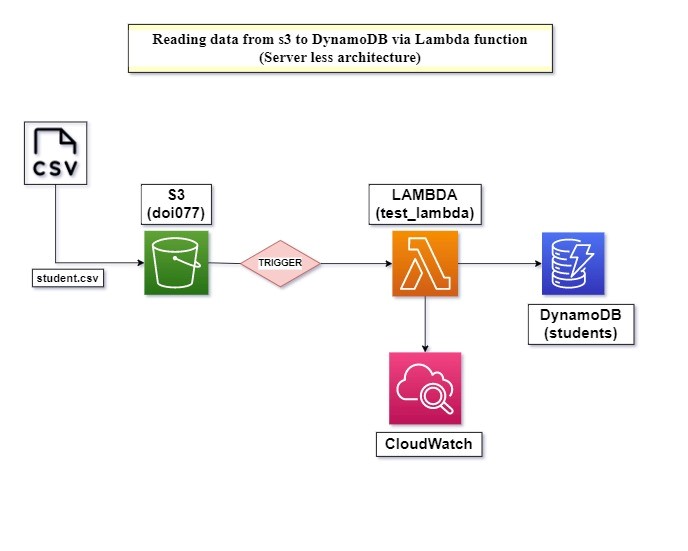 Reading data from s3 to DynamoDB via Lambda function
(Server less architecture)
CSV
S3
(doi077)
LAMBDA
(test_lambda)
TRIGGER
student.csv
DynamoDB
(students)
CloudWatch